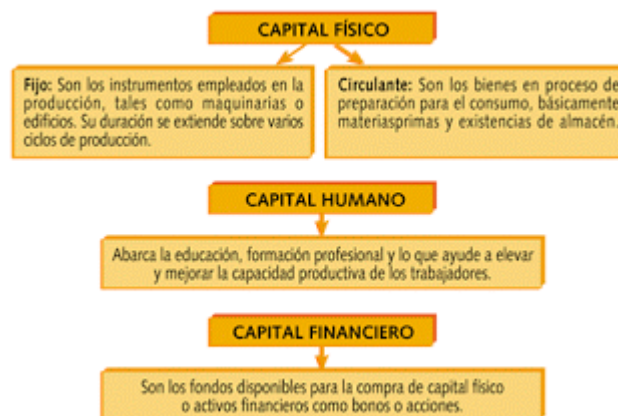 CAPITAL FÍSICO
Fijo: Son los instrumentos empleados en la
producción, tales como maquinarias o
edificios. Su duración se extiende sobre varios
ciclos de producción.
Circulante: Son los bienes en proceso de
preparación para el consumo, básicamente
materiasprimas y existencias de almacén.
CAPITAL HUMANO
Abarca la educación, formación profesional y lo que ayude a elevar
y mejorar la capacidad productiva de los trabajadores.
CAPITAL FINANCIERO
Son los fondos disponibles para la compra de capital físico
o activos financieros como bonos o acciones.